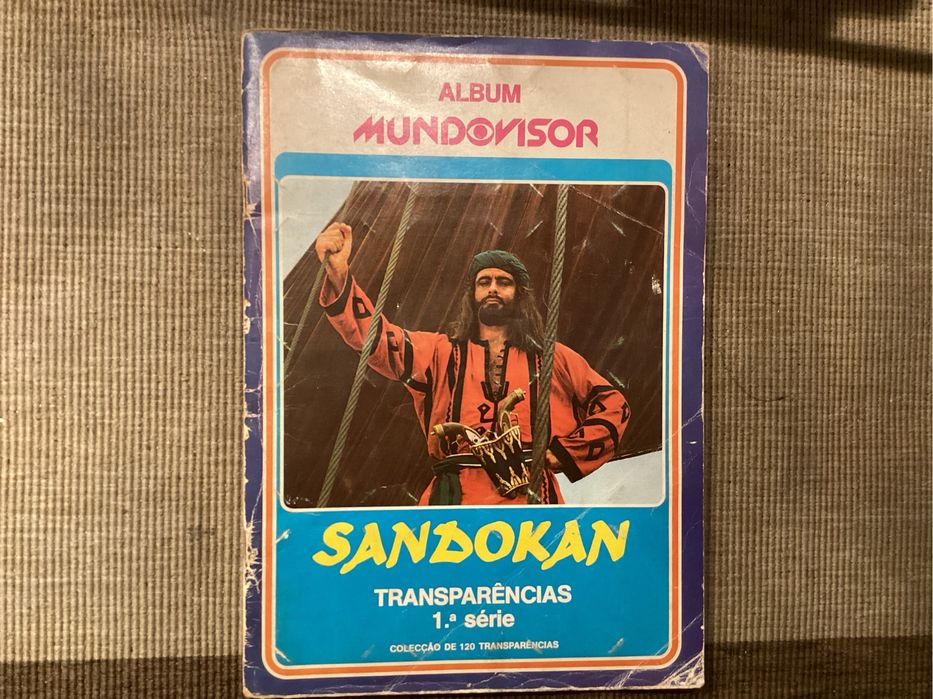 ALBUM
MUNDOVISOR
SANDOKAN
TRANSPARÊNCIAS
1.ª série
COLECÇÃO DE 120 TRANSPARÊNCIAS